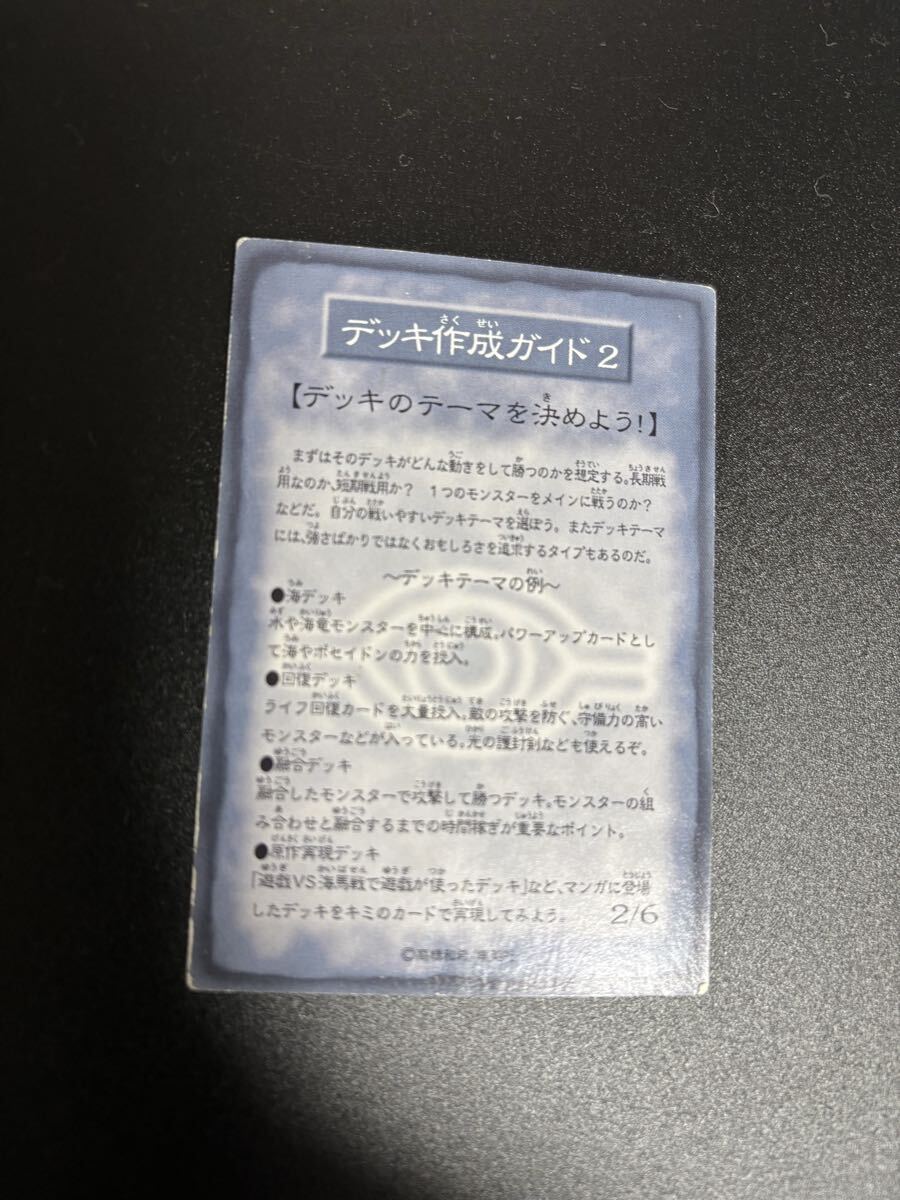 デッキ作成ガイド2
【デッキのテーマを決めよう!】
まずはそのデッキがどんな動きをして勝つのかを想定する。長期戦
用なのか、短期戦用か? 1つのモンスターをメインに戦うのか?
などだ。自分の戦いやすいデッキテーマを選ぼう。またデッキテーマ
には、強さばかりではなくおもしろさを追求するタイプもあるのだ。
～デッキテーマの例～
●海デッキ
水や海竜モンスターを中心に構成。パワーアップカードとし
て海やポセイドンの力を投入。
●回復デッキ
ライフ回復カードを大量投入。敵の攻撃を防ぐ、守備力の高い
モンスターなどが入っている。光の護封剣なども使えるぞ。
●融合デッキ
融合したモンスターで攻撃して勝つデッキ。モンスターの組
み合わせと融合するまでの時間稼ぎが重要なポイント。
●原作再現デッキ
「遊戯VS海馬戦で遊戯が使ったデッキ」など、マンガに登場
したデッキをキミのカードで再現してみよう。 2/6
©高橋和希